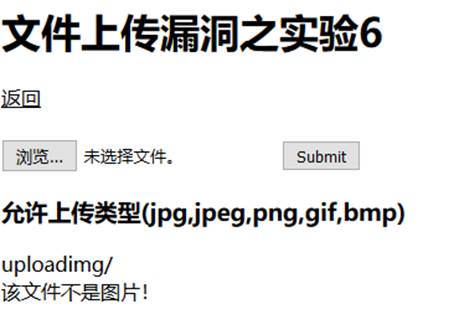 文件上传漏洞之实验6
返回
浏览... 未选择文件。 Submit
允许上传类型(jpg,jpeg,png,gif,bmp)
uploadimg/
该文件不是图片！